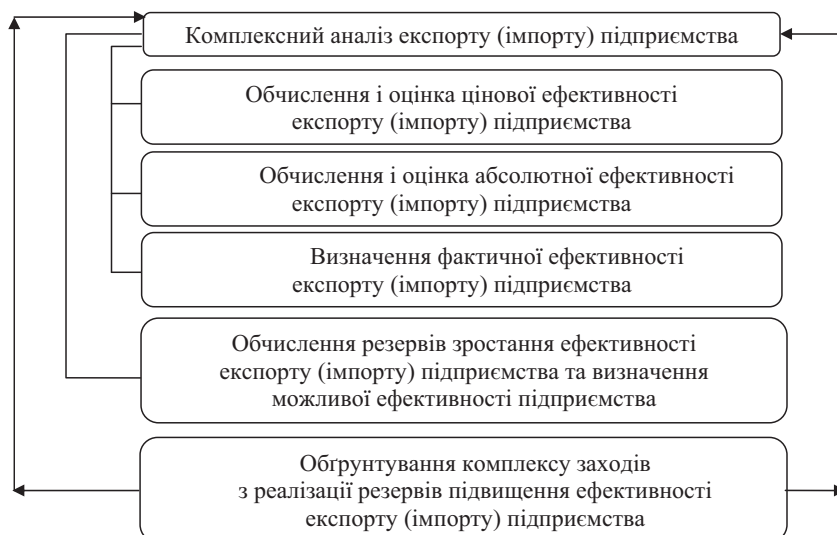 Комплексний аналіз експорту (імпорту) підприємства
Обчислення і оцінка цінової ефективності
експорту (імпорту) підприємства
Обчислення і оцінка абсолютної ефективності
експорту (імпорту) підприємства
Визначення фактичної ефективності
експорту (імпорту) підприємства
Обчислення резервів зростання ефективності
експорту (імпорту) підприємства та визначення
можливої ефективності підприємства
Обґрунтування комплексу заходів
з реалізації резервів підвищення ефективності
експорту (імпорту) підприємства